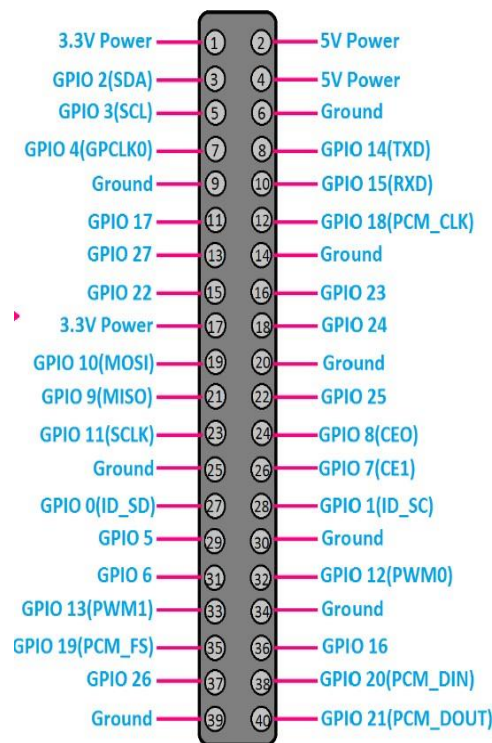 3.3V Power 1 2 5V Power
GPIO 2(SDA) 3 4 5V Power
GPIO 3(SCL) 5 6 Ground
GPIO 4(GPCLK0) 7 8 GPIO 14(TXD)
Ground 9 10 GPIO 15(RXD)
GPIO 17 11 12 GPIO 18(PCM_CLK)
GPIO 27 13 14 Ground
GPIO 22 15 16 GPIO 23
3.3V Power 17 18 GPIO 24
GPIO 10(MOSI) 19 20 Ground
GPIO 9(MISO) 21 22 GPIO 25
GPIO 11(SCLK) 23 24 GPIO 8(CEO)
Ground 25 26 GPIO 7(CE1)
GPIO 0(ID_SD) 27 28 GPIO 1(ID_SC)
GPIO 5 29 30 Ground
GPIO 6 31 32 GPIO 12(PWM0)
GPIO 13(PWM1) 33 34 Ground
GPIO 19(PCM_FS) 35 36 GPIO 16
GPIO 26 37 38 GPIO 20(PCM_DIN)
Ground 39 40 GPIO 21(PCM_DOUT)